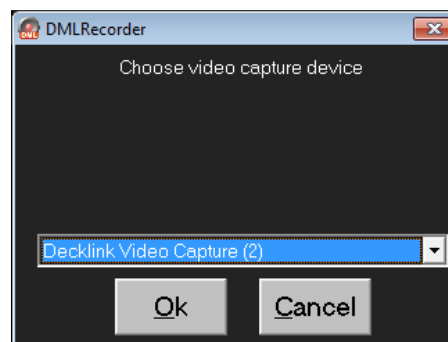 DMLRecorder
Choose video capture device
Decklink Video Capture (2)
Ok Cancel